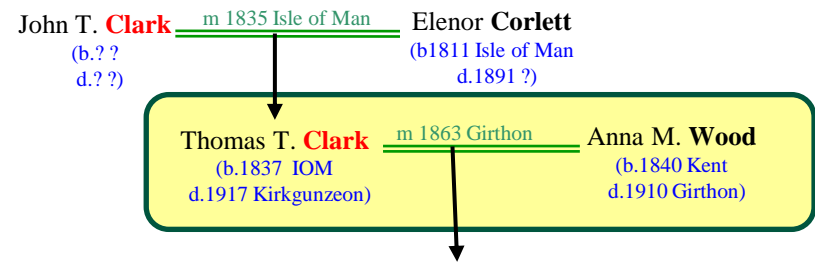 John T. Clark m 1835 Isle of Man Elenor Corlett
(b.? ? (b1811 Isle of Man
d.? ?) d.1891 ?)
Thomas T. Clark m 1863 Girthon Anna M. Wood
(b.1837 IOM (b.1840 Kent
d.1917 Kirkgunzeon) d.1910 Girthon)